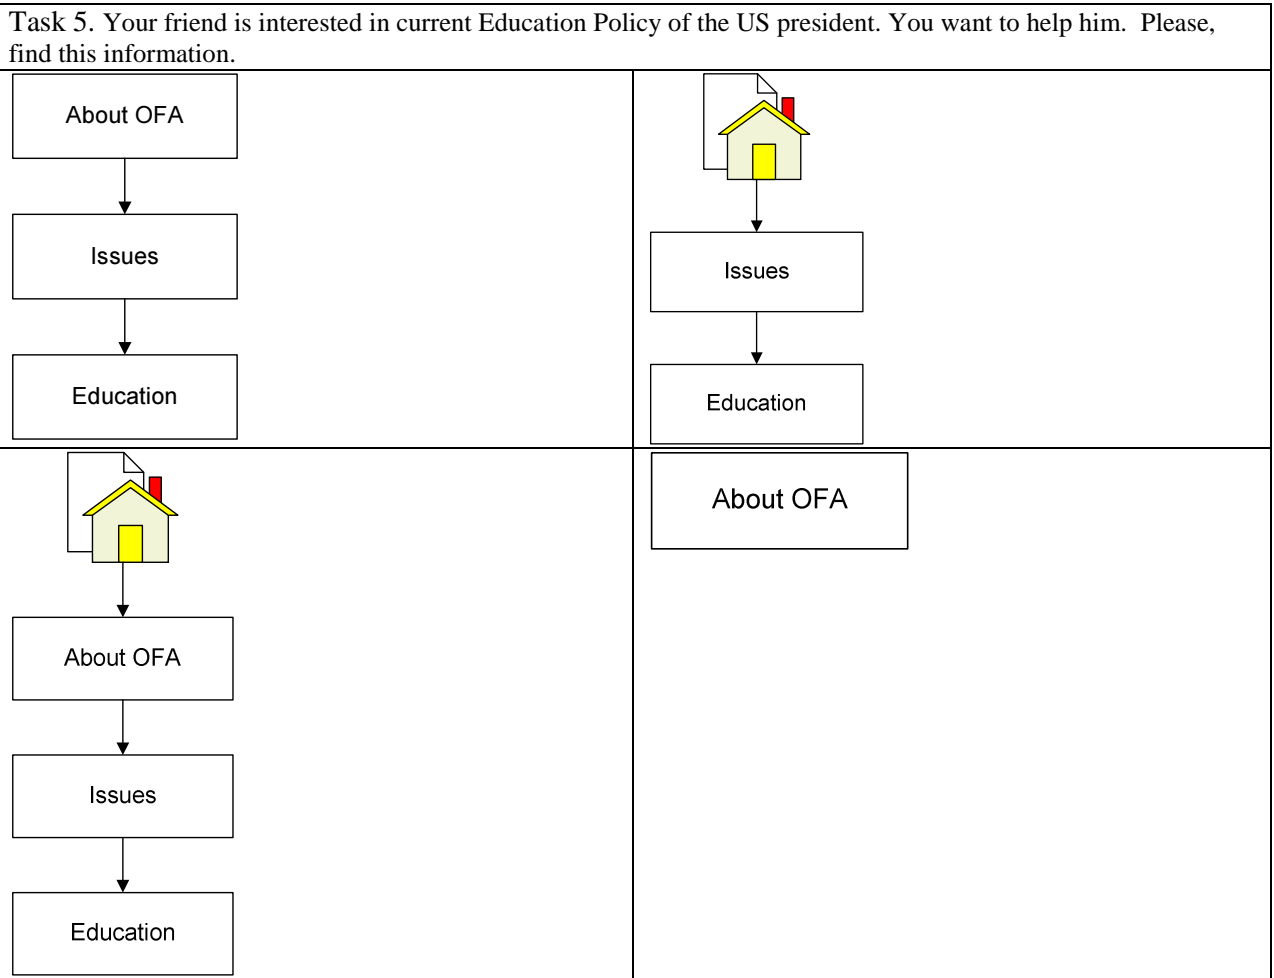 Task 5. Your friend is interested in current Education Policy of the US president. You want to help him.  Please,
find this information.
About OFA
Issues
Education
Issues
Education
About OFA
Issues
Education
About OFA